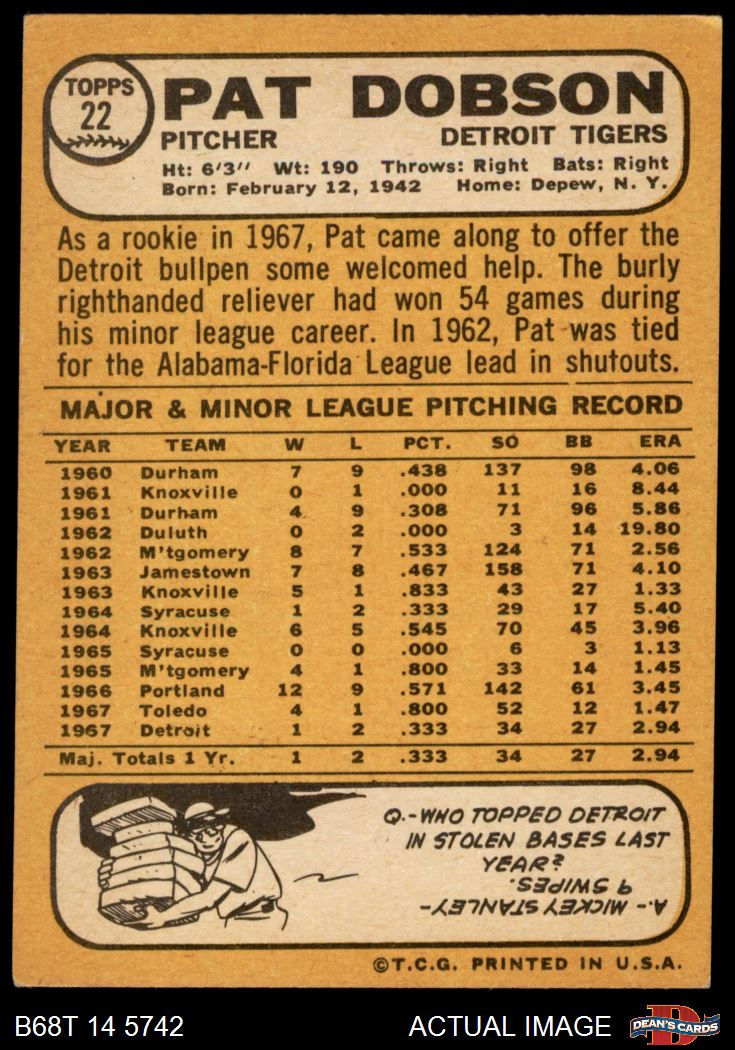 TOPPS
22
PAT DOBSON
PITCHER DETROIT TIGERS
Ht: 6'3" Wt: 190 Throws: Right Bats: Right
Born: February 12, 1942 Home: Depew, N. Y.
As a rookie in 1967, Pat came along to offer the
Detroit bullpen some welcomed help. The burly
righthanded reliever had won 54 games during
his minor league career. In 1962, Pat was tied
for the Alabama-Florida League lead in shutouts.
MAJOR & MINOR LEAGUE PITCHING RECORD
YEAR TEAM W L PCT. SO BB ERA
1960 Durham 7 9 .438 137 98 4.06
1961 Knoxville 0 1 .000 11 16 8.44
1961 Durham 4 9 .308 71 96 5.86
1962 Duluth 0 2 .000 3 14 19.80
1962 M'tgomery 8 7 .533 124 71 2.56
1963 Jamestown 7 8 .467 158 71 4.10
1963 Knoxville 5 1 .833 43 27 1.33
1964 Syracuse 1 2 .333 29 17 5.40
1964 Knoxville 6 5 .545 70 45 3.96
1965 Syracuse 0 0 .000 6 3 1.13
1965 M'tgomery 4 1 .800 33 14 1.45
1966 Portland 12 9 .571 142 61 3.45
1967 Toledo 4 1 .800 52 12 1.47
1967 Detroit 1 2 .333 34 27 2.94
Maj. Totals 1 Yr. 1 2 .333 34 27 2.94
Q.-WHO TOPPED DETROIT
IN STOLEN BASES LAST
YEAR?
A.- MICKEY STANLEY-
9 SWIPES.
©T.C.G. PRINTED IN U.S.A.
B68T 14 5742 ACTUAL IMAGE
D
DEAN'S CARDS